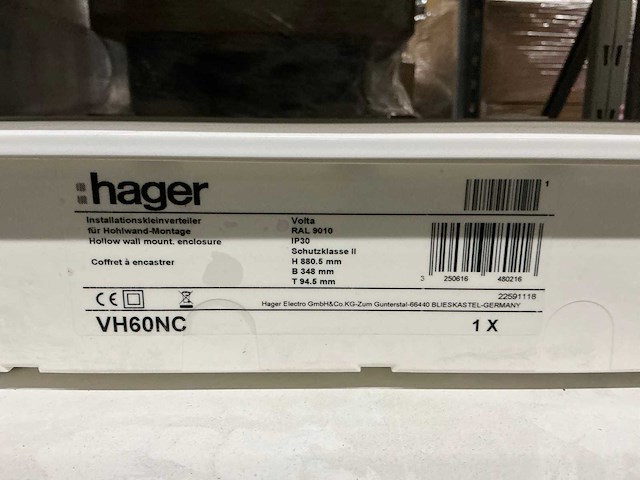 :hager
1
Installationskleinverteiler
für Hohlwand-Montage
Hollow wall mount. enclosure
Coffret à encastrer
Volta
RAL 9010
IP30
Schutzklasse II
H 880.5 mm
B 348 mm
T 94.5 mm
3 250616 480216
22591118
CE
Hager Electro GmbH&Co.KG-Zum Gunterstal-66440 BLIESKASTEL-GERMANY
VH60NC 1 X